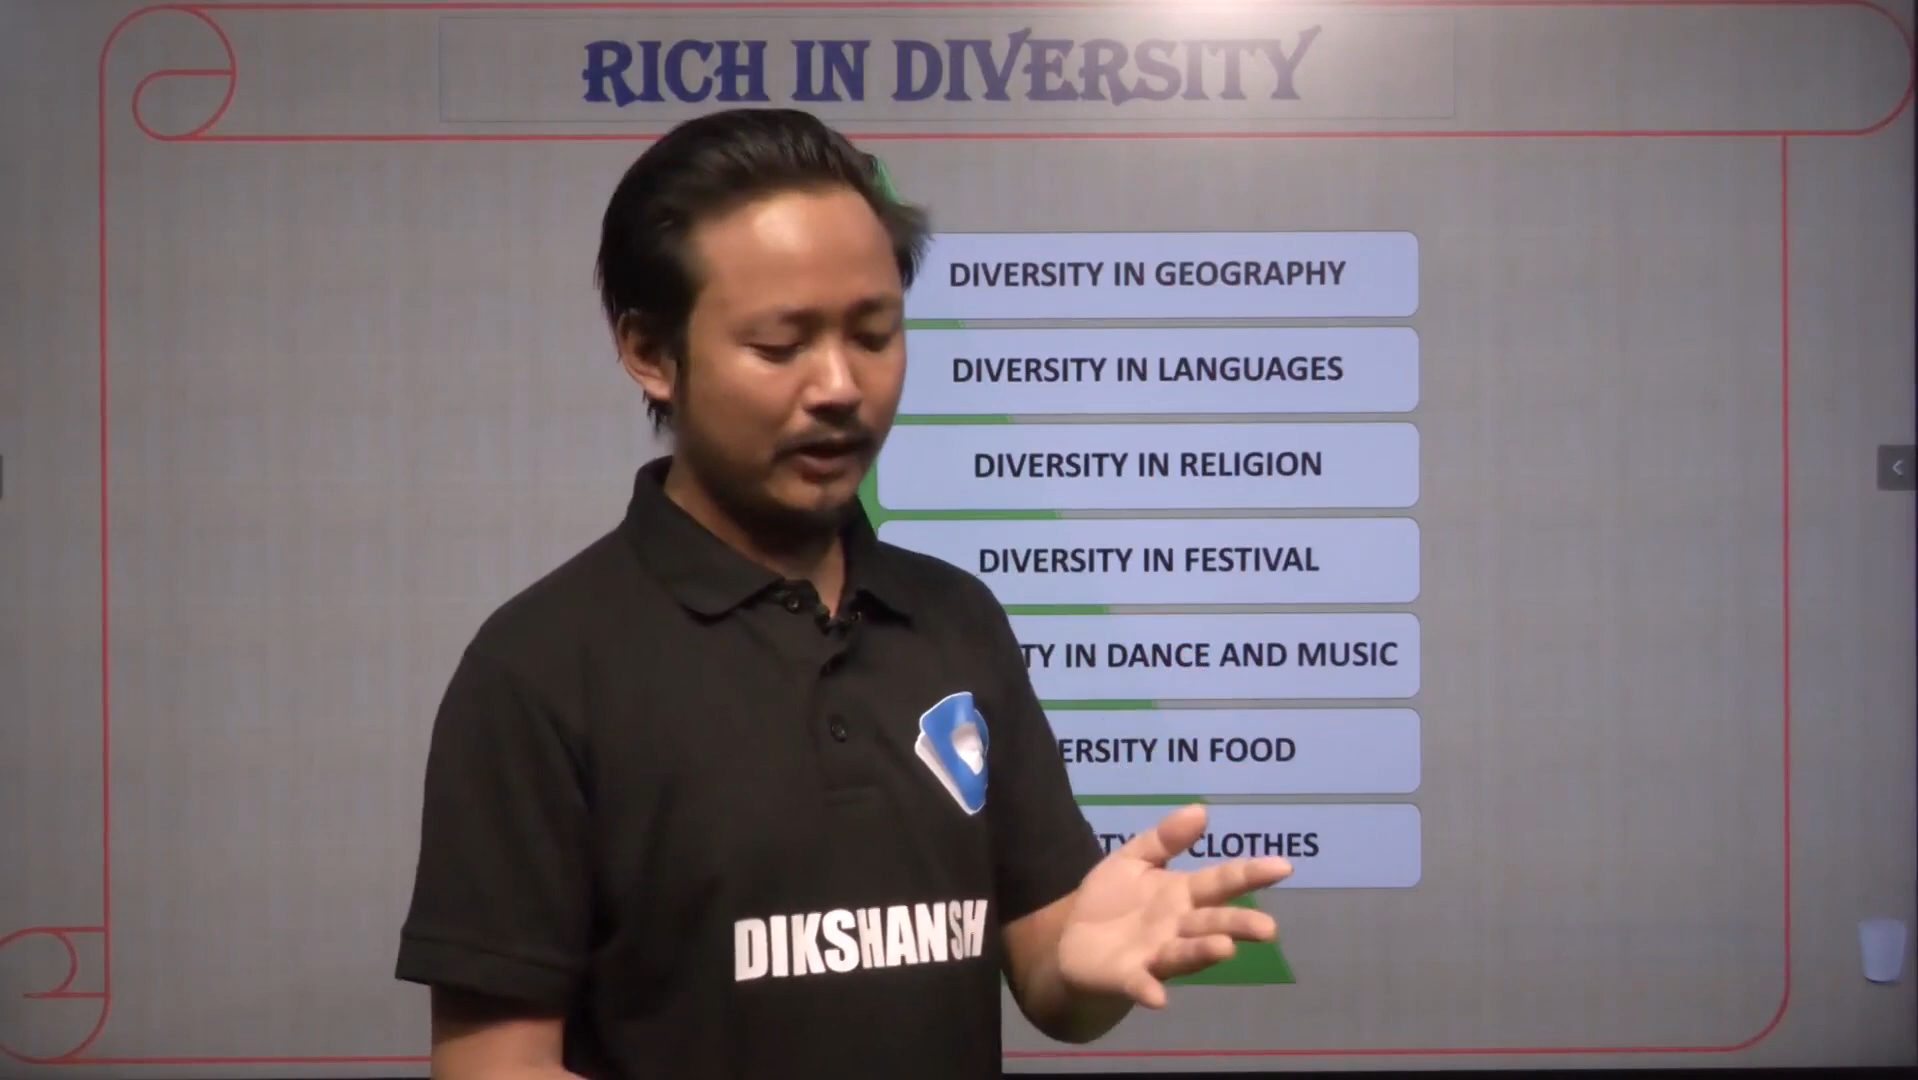 RICH IN DIVERSITY
DIVERSITY IN GEOGRAPHY
DIVERSITY IN LANGUAGES
DIVERSITY IN RELIGION
DIVERSITY IN FESTIVAL
TY IN DANCE AND MUSIC
ERSITY IN FOOD
TY CLOTHES
DIKSHANSH